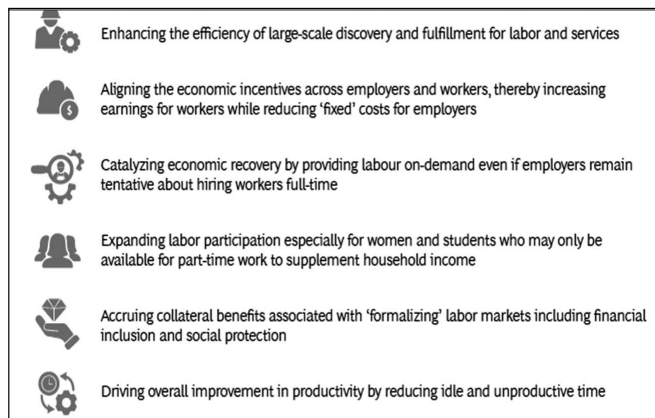 Enhancing the efficiency of large-scale discovery and fulfillment for labor and services
Aligning the economic incentives across employers and workers, thereby increasing
earnings for workers while reducing ‘fixed’ costs for employers
Catalyzing economic recovery by providing labour on-demand even if employers remain
tentative about hiring workers full-time
Expanding labor participation especially for women and students who may only be
available for part-time work to supplement household income
Accruing collateral benefits associated with ‘formalizing’ labor markets including financial
inclusion and social protection
Driving overall improvement in productivity by reducing idle and unproductive time